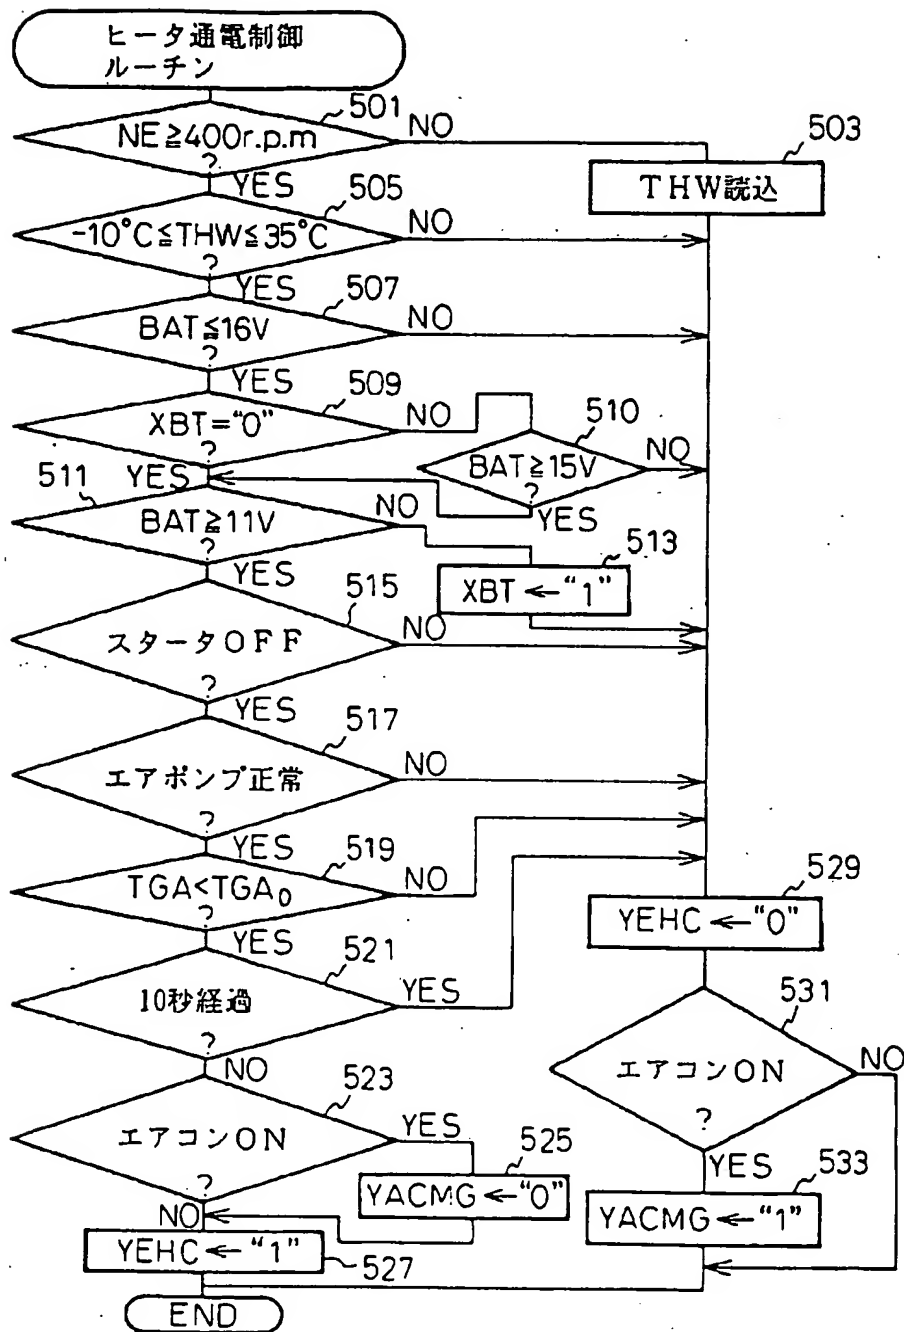 ヒータ通電制御
ルーチン
501
NE≧400r.p.m
?
NO
YES
503
THW読込
505
-10°C≦THW≦35°C
?
NO
YES
507
BAT≦16V
?
NO
YES
509
XBT="0"
?
NO
YES
510
BAT≧15V
?
NO
YES
511
BAT≧11V
?
NO
YES
513
XBT←"1"
515
スタータOFF
?
NO
YES
517
エアポンプ正常
?
NO
YES
519
TGA<TGA₀
?
NO
YES
521
10秒経過
?
YES
NO
523
エアコンON
?
YES
NO
525
YACMG←"0"
YEHC←"1"
527
529
YEHC←"0"
531
エアコンON
?
NO
YES
533
YACMG←"1"
END